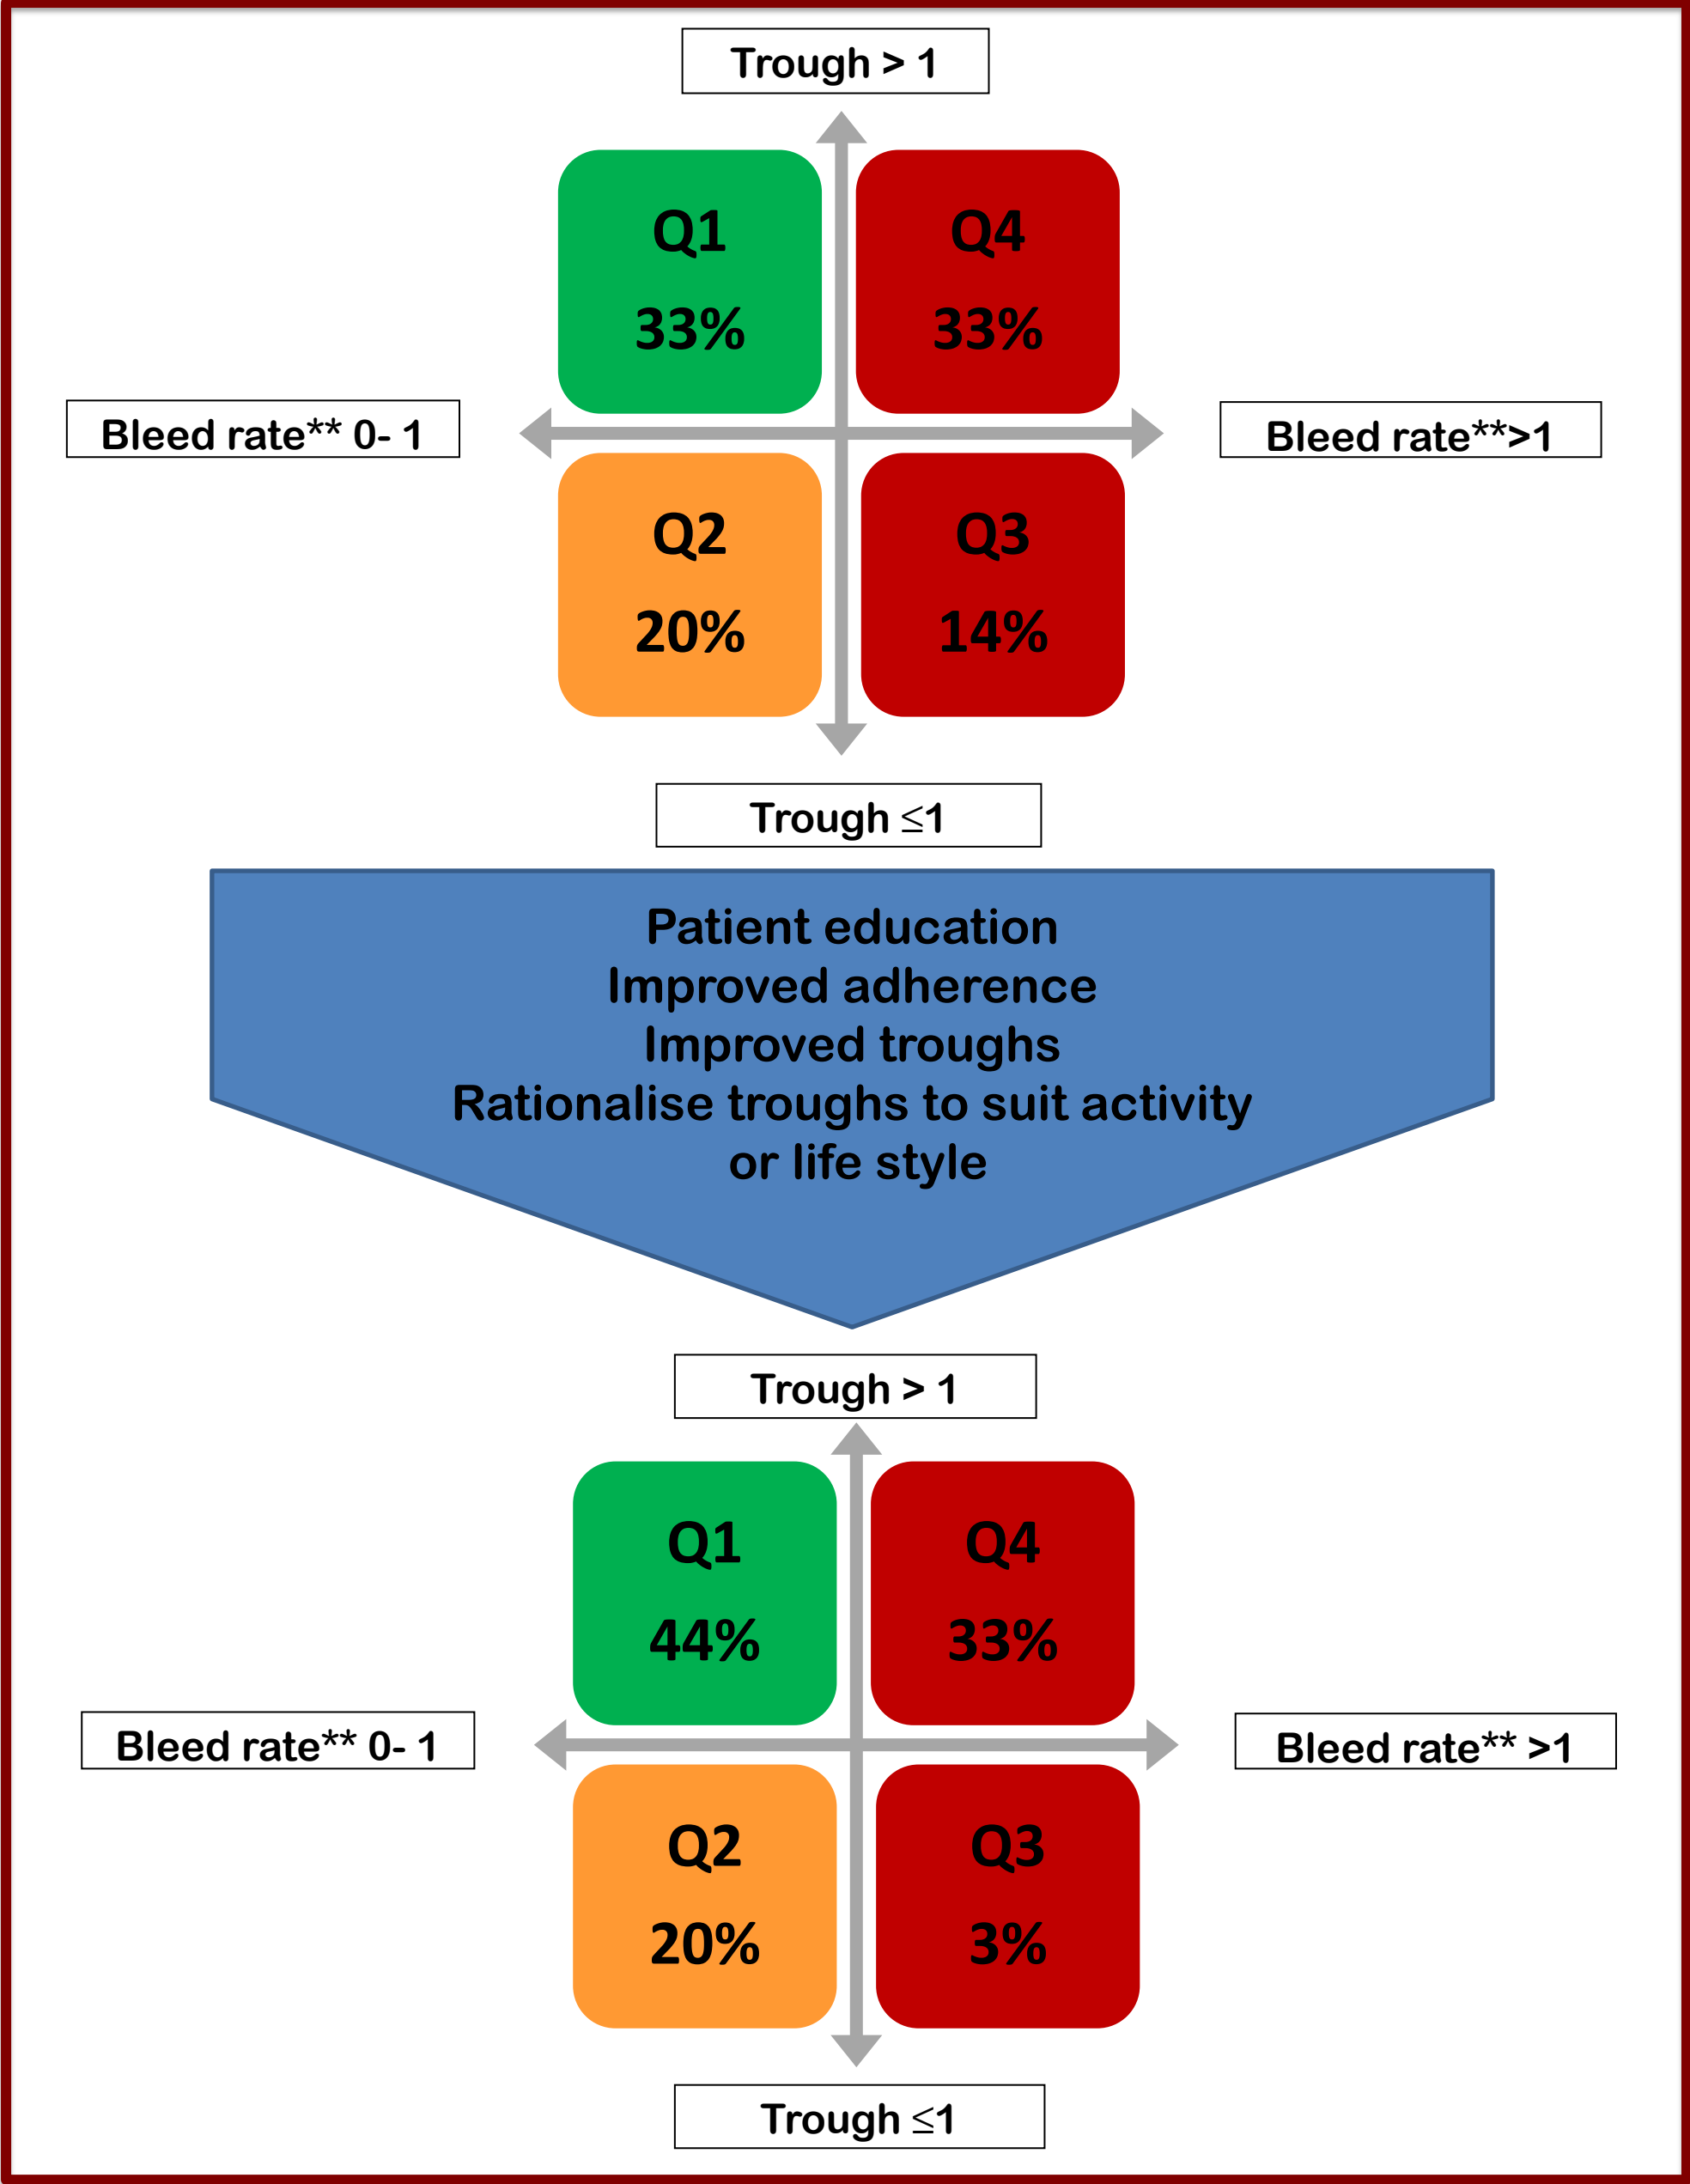 Trough > 1
Q1
33%
Q4
33%
Bleed rate** 0- 1
Bleed rate**>1
Q2
20%
Q3
14%
Trough ≤1
Patient education
Improved adherence
Improved troughs
Rationalise troughs to suit activity
or life style
Trough > 1
Q1
44%
Q4
33%
Bleed rate** 0- 1
Bleed rate** >1
Q2
20%
Q3
3%
Trough ≤1